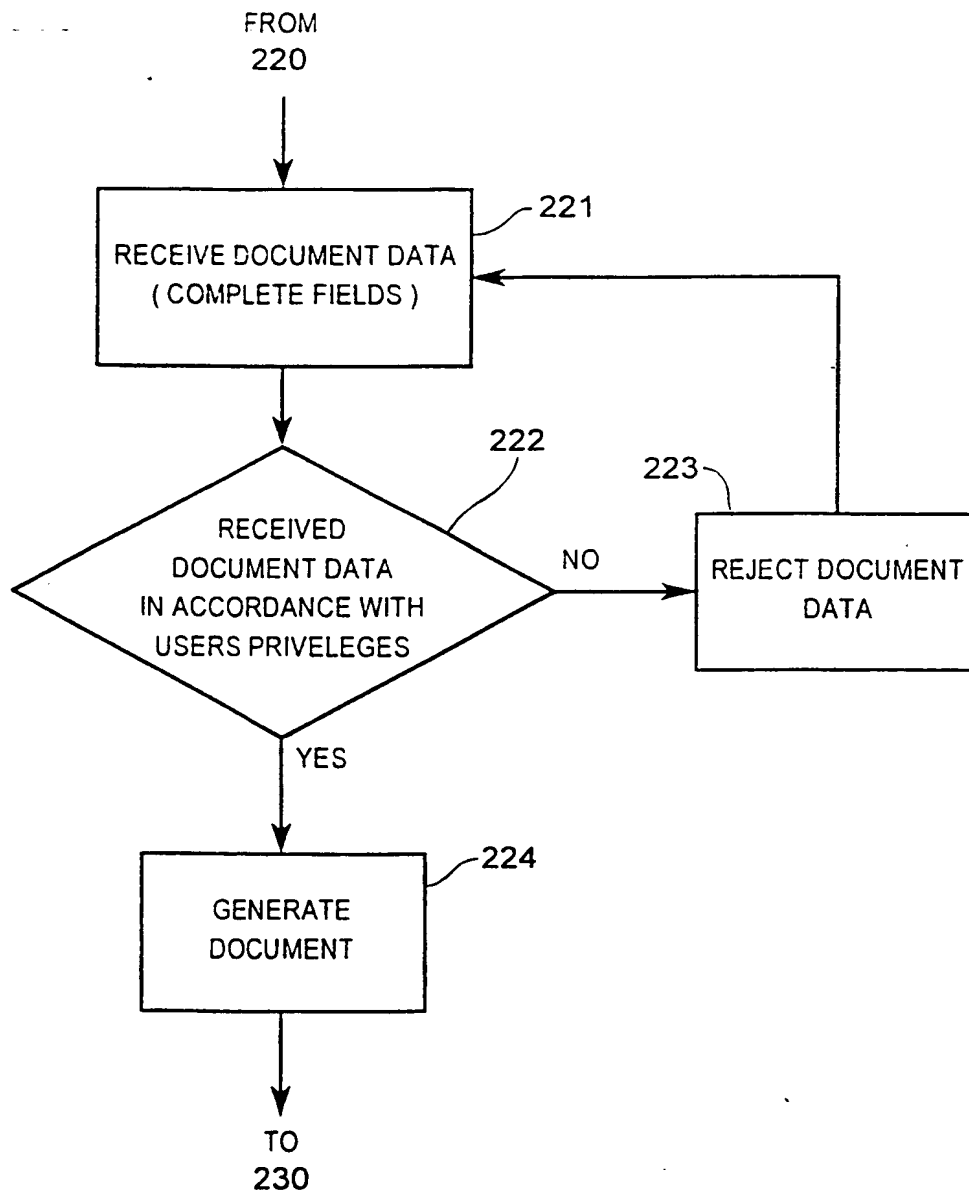 FROM
220
221
RECEIVE DOCUMENT DATA
( COMPLETE FIELDS )
222
223
RECEIVED
DOCUMENT DATA
IN ACCORDANCE WITH
USERS PRIVELEGES
NO
REJECT DOCUMENT
DATA
YES
224
GENERATE
DOCUMENT
TO
230